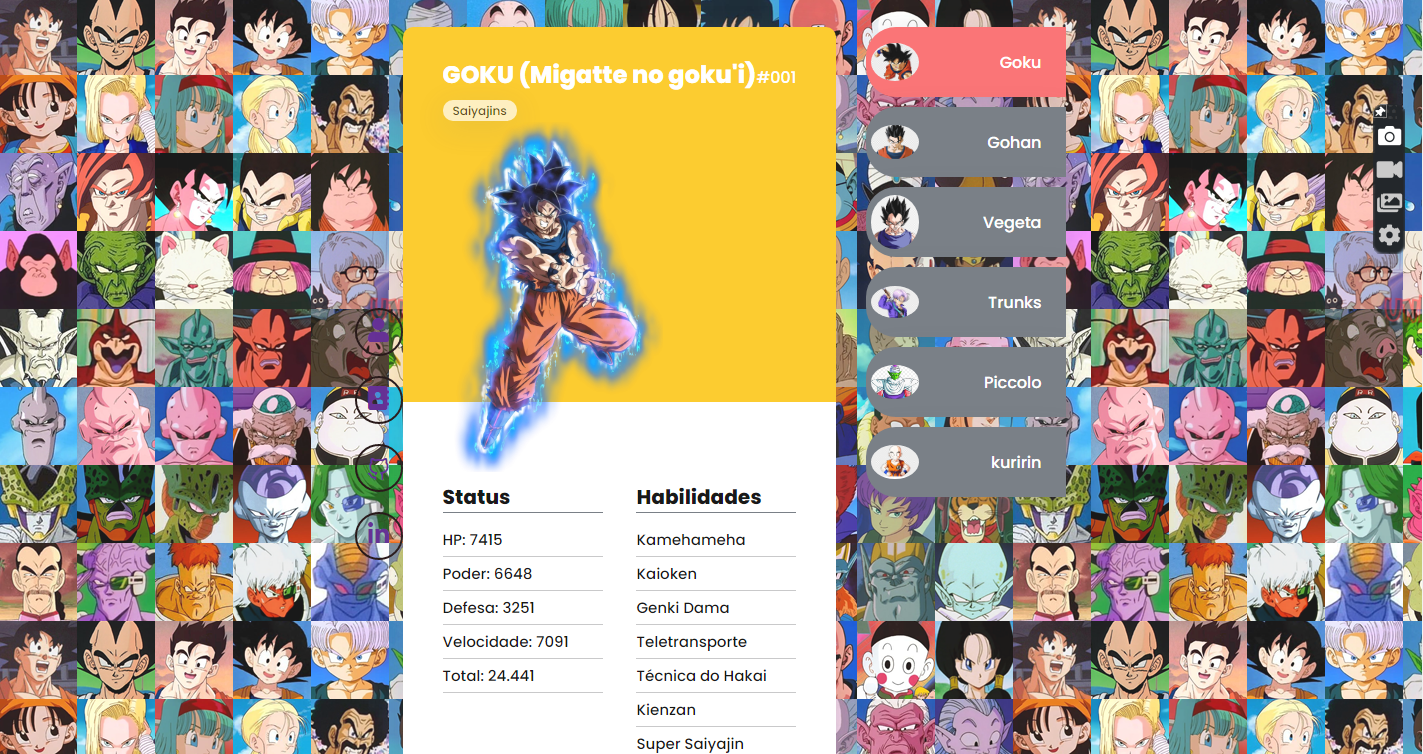 GOKU (Migatte no goku'i)#001
Saiyajins
Status
HP: 7415
Poder: 6648
Defesa: 3251
Velocidade: 7091
Total: 24.441
Habilidades
Kamehameha
Kaioken
Genki Dama
Teletransporte
Técnica do Hakai
Kienzan
Super Saiyajin
Goku
Gohan
Vegeta
Trunks
Piccolo
kuririn
in